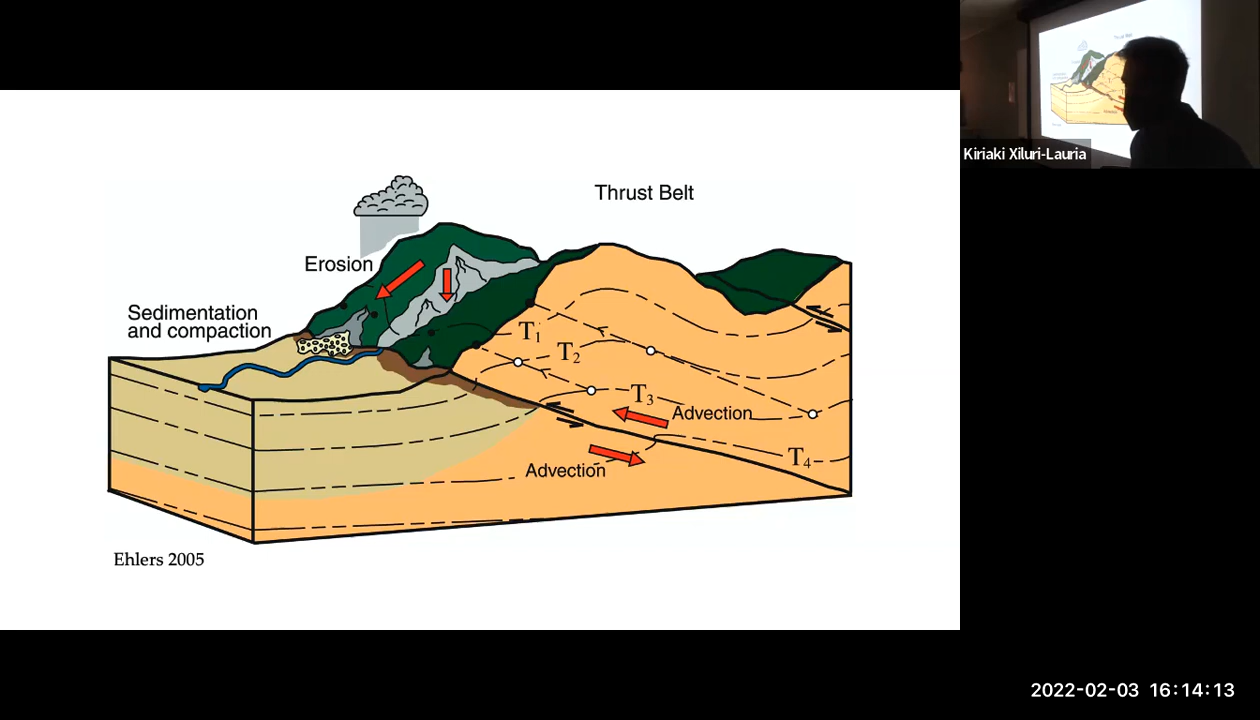 Thrust Belt
Erosion
Sedimentation
and compaction
T1
T2
T3
Advection
Advection
T4
Ehlers 2005
Kiriaki Xiluri-Lauria
2022-02-03 16:14:13